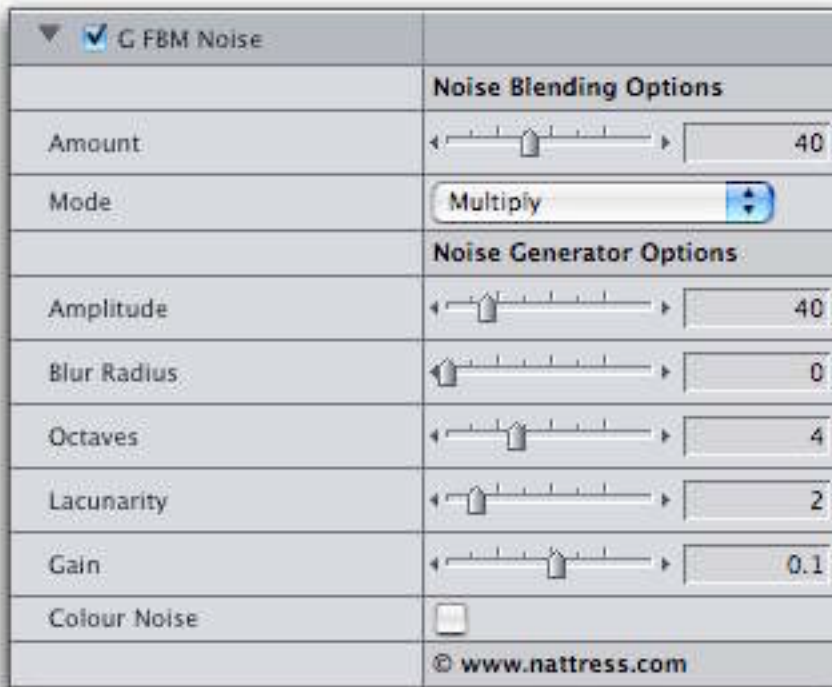 G FBM Noise
Noise Blending Options
Amount 40
Mode Multiply
Noise Generator Options
Amplitude 40
Blur Radius 0
Octaves 4
Lacunarity 2
Gain 0.1
Colour Noise
© www.nattress.com